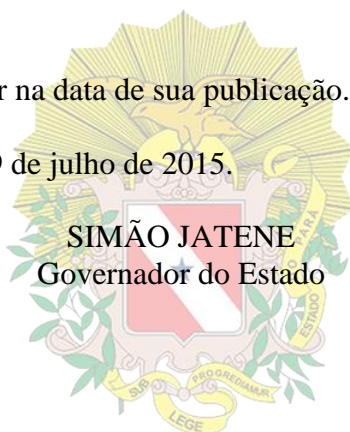 r na data de sua publicação.
9 de julho de 2015.
SIMÃO JATENE
Governador do Estado
PARÁ
ESTADO
SUB LEGE PROGREDIAMUR